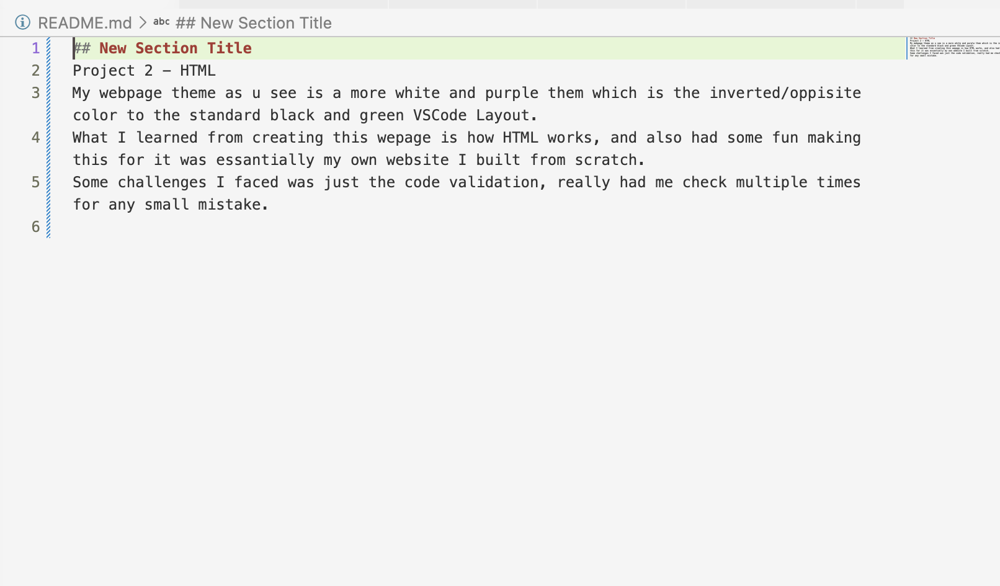 README.md > abc ## New Section Title
1 ## New Section Title
2 Project 2 – HTML
3 My webpage theme as u see is a more white and purple them which is the inverted/oppisite
color to the standard black and green VSCode Layout.
4 What I learned from creating this wepage is how HTML works, and also had some fun making
this for it was essantially my own website I built from scratch.
5 Some challenges I faced was just the code validation, really had me check multiple times
for any small mistake.
6